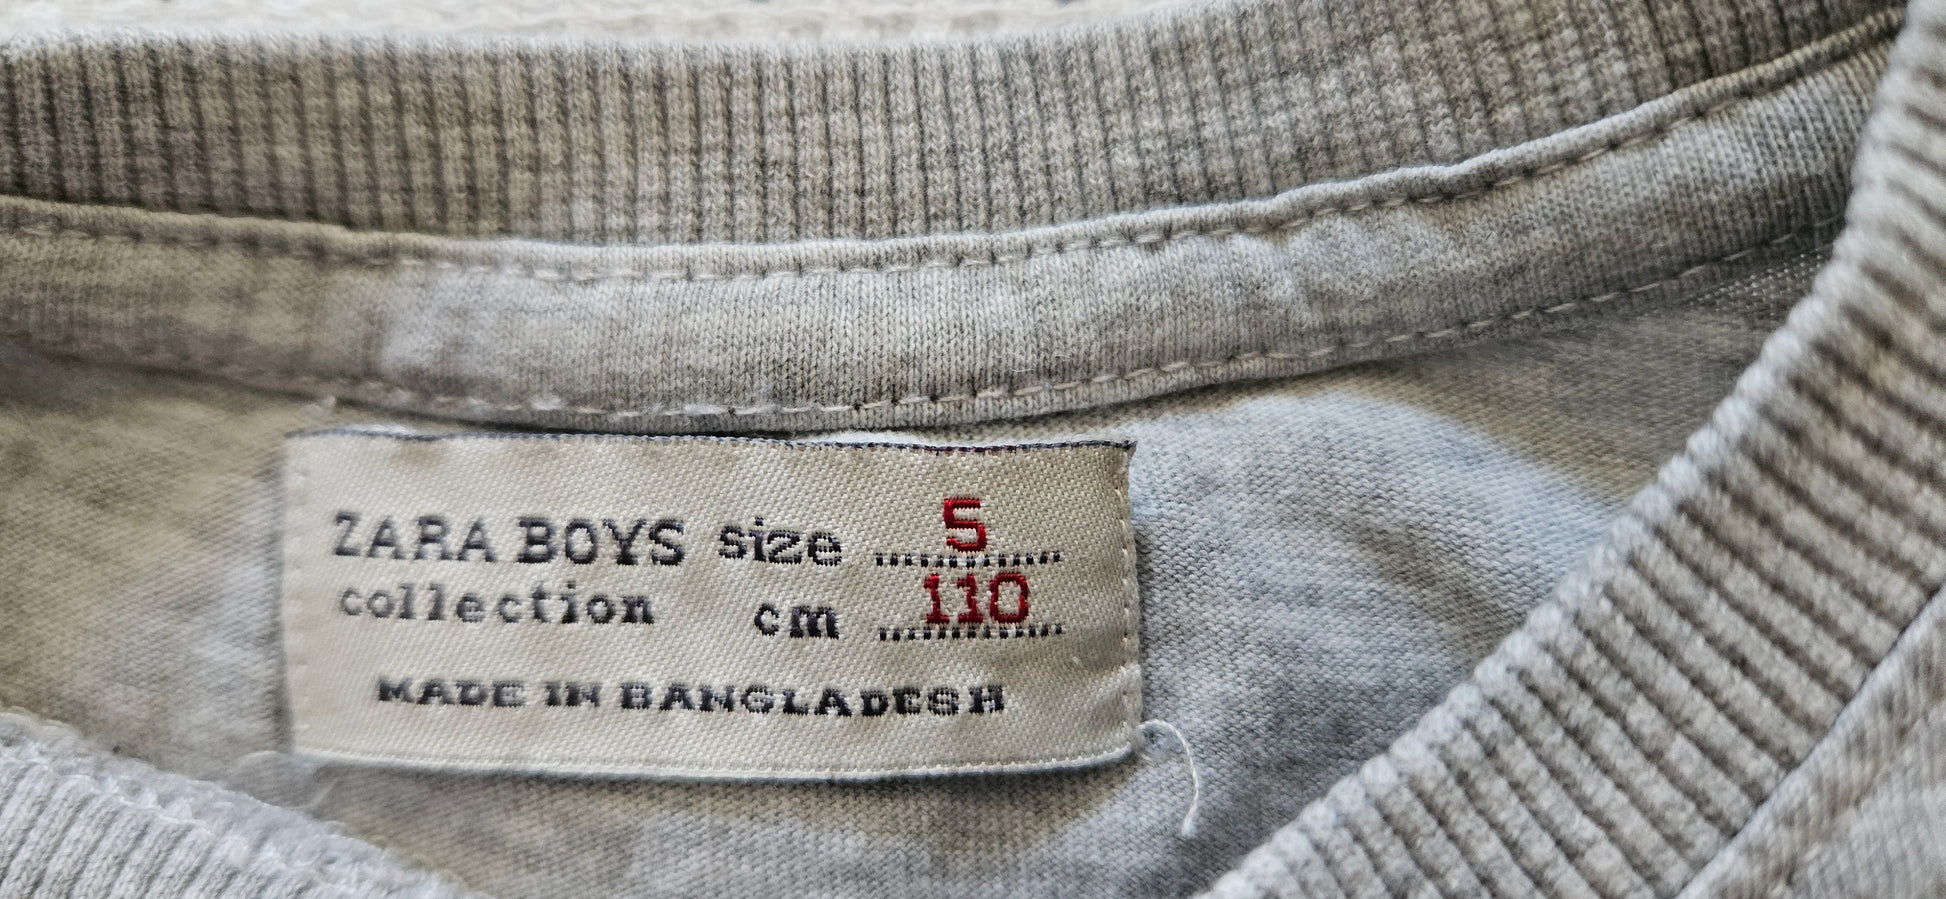 ZARA BOYS size 5
collection cm 110
MADE IN BANGLADESH